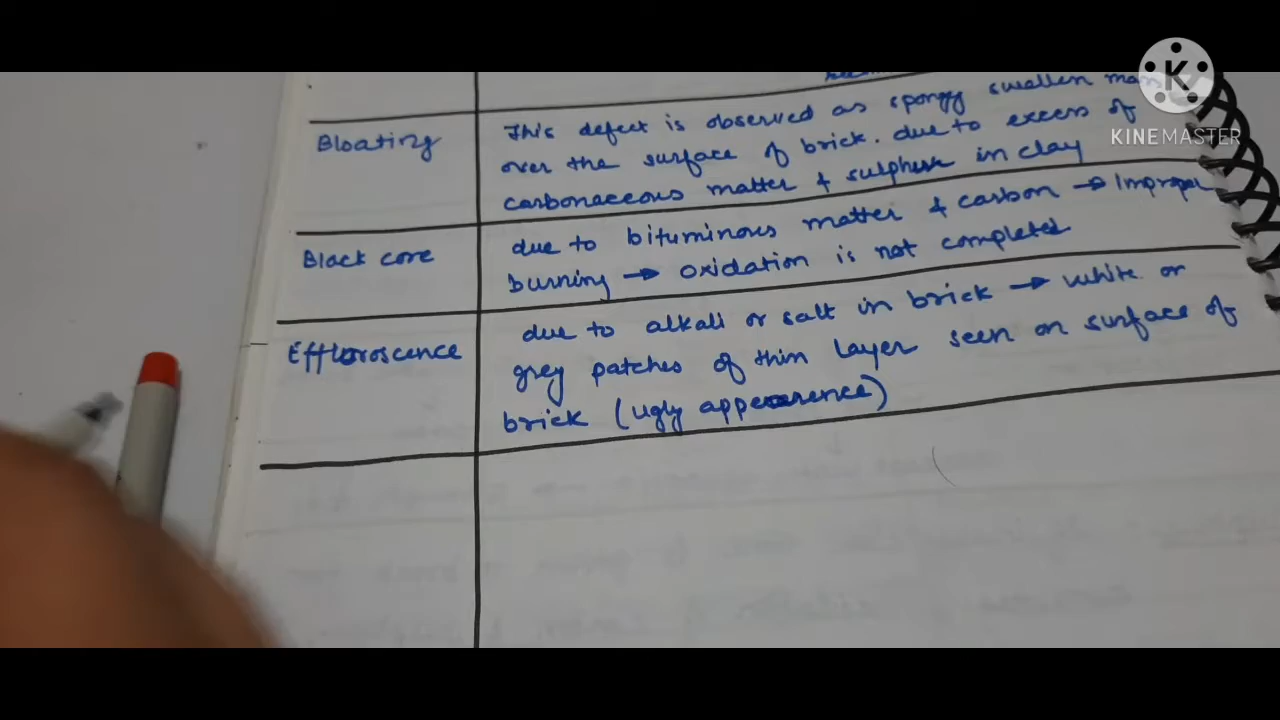 Bloating
This defect is observed as spongy swollen mass
over the surface of brick. due to excess of
carbonaceous matter & sulphur in clay
Black core
due to bituminous matter & carbon → Improper
burning → oxidation is not completed
Effloroscence
due to alkali or salt in brick → white or
grey patches of thin layer seen on surface of
brick (ugly appearence)
K
KINEMASTER